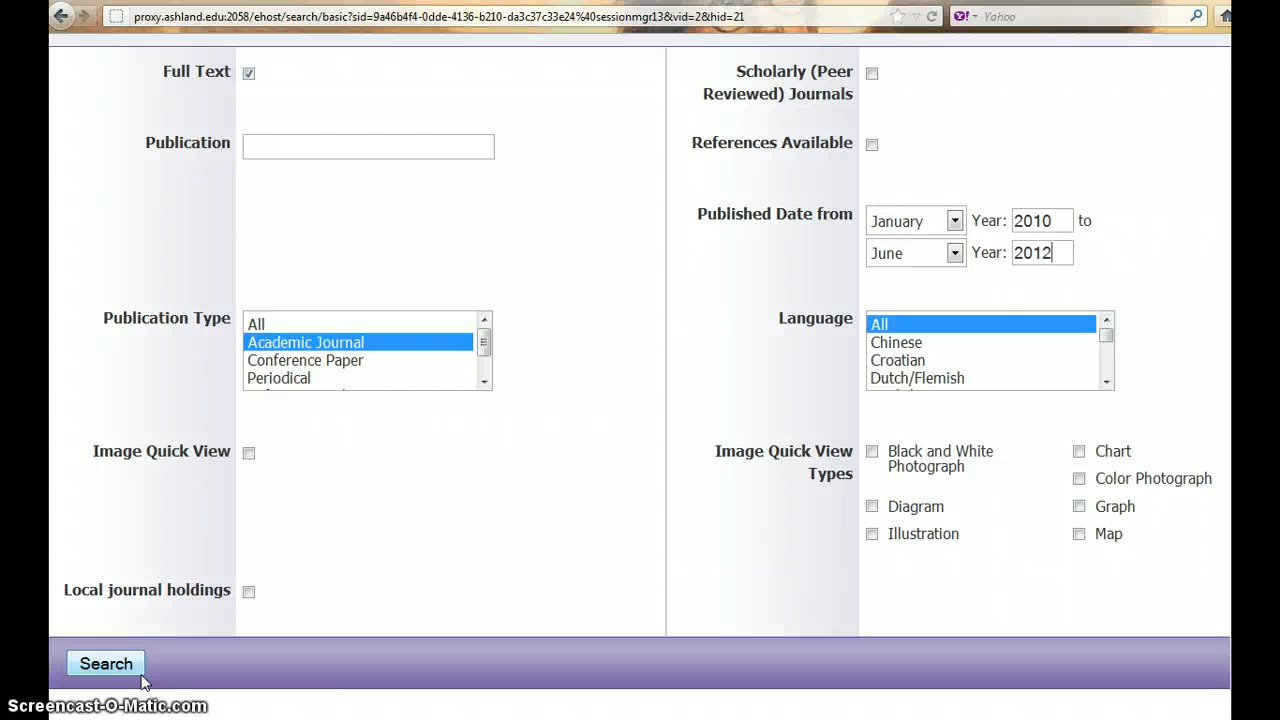 proxy.ashland.edu:2058/ehost/search/basic?sid=9a46b4f4-0dde-4136-b210-da3c37c33e24%40sessionmgr13&vid=2&hid=21
Yahoo
Full Text
Scholarly (Peer
Reviewed) Journals
Publication
References Available
Published Date from
January Year: 2010 to
June Year: 2012
Publication Type
All
Academic Journal
Conference Paper
Periodical
Language
All
Chinese
Croatian
Dutch/Flemish
Image Quick View
Image Quick View
Types
Black and White
Photograph
Chart
Color Photograph
Diagram
Graph
Illustration
Map
Local journal holdings
Search
Screencast-O-Matic.com